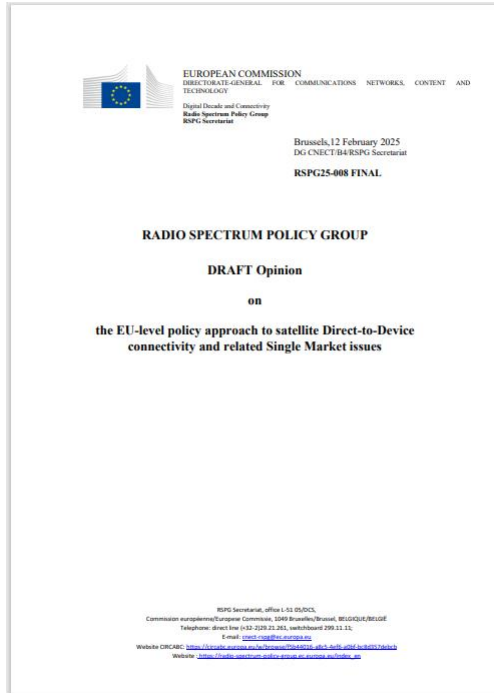 EUROPEAN COMMISSION
DIRECTORATE-GENERAL FOR COMMUNICATIONS NETWORKS, CONTENT AND
TECHNOLOGY
Digital Decade and Connectivity
Radio Spectrum Policy Group
RSPG Secretariat
Brussels,12 February 2025
DG CNECT/B4/RSPG Secretariat
RSPG25-008 FINAL
RADIO SPECTRUM POLICY GROUP
DRAFT Opinion
on
the EU-level policy approach to satellite Direct-to-Device
connectivity and related Single Market issues
RSPG Secretariat, office L-51 05/DCS,
Commission européenne/Europese Commissie, 1049 Bruxelles/Brussel, BELGIQUE/BELGIË
Telephone: direct line (+32-2)29.21.261, switchboard 299.11.11;
E-mail: cnect-rspg@ec.europa.eu
Website CIRCABC:
Website : https://radio-spectrum-policy-group.ec.europa.eu/index_en